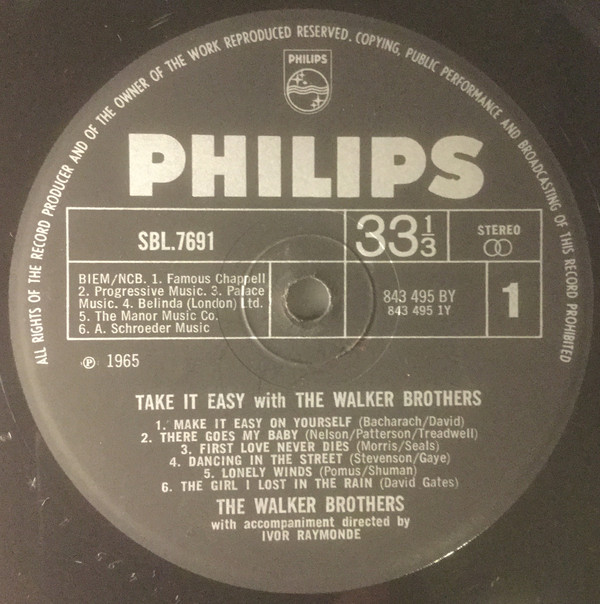 ALL RIGHTS OF THE RECORD PRODUCER AND OF THE OWNER OF THE WORK REPRODUCED RESERVED. COPYING, PUBLIC PERFORMANCE AND BROADCASTING OF THIS RECORD PROHIBITED
PHILIPS
PHILIPS
SBL.7691
33 1/3
STEREO
BIEM/NCB. 1. Famous Chappell
2. Progressive Music. 3. Palace
Music. 4. Belinda (London) Ltd.
5. The Manor Music Co.
6. A. Schroeder Music
843 495 BY
843 495 1Y
1
℗ 1965
TAKE IT EASY with THE WALKER BROTHERS
1. MAKE IT EASY ON YOURSELF (Bacharach/David)
2. THERE GOES MY BABY (Nelson/Patterson/Treadwell)
3. FIRST LOVE NEVER DIES (Morris/Seals)
4. DANCING IN THE STREET (Stevenson/Gaye)
5. LONELY WINDS (Pomus/Shuman)
6. THE GIRL I LOST IN THE RAIN (David Gates)
THE WALKER BROTHERS
with accompaniment directed by
IVOR RAYMONDE